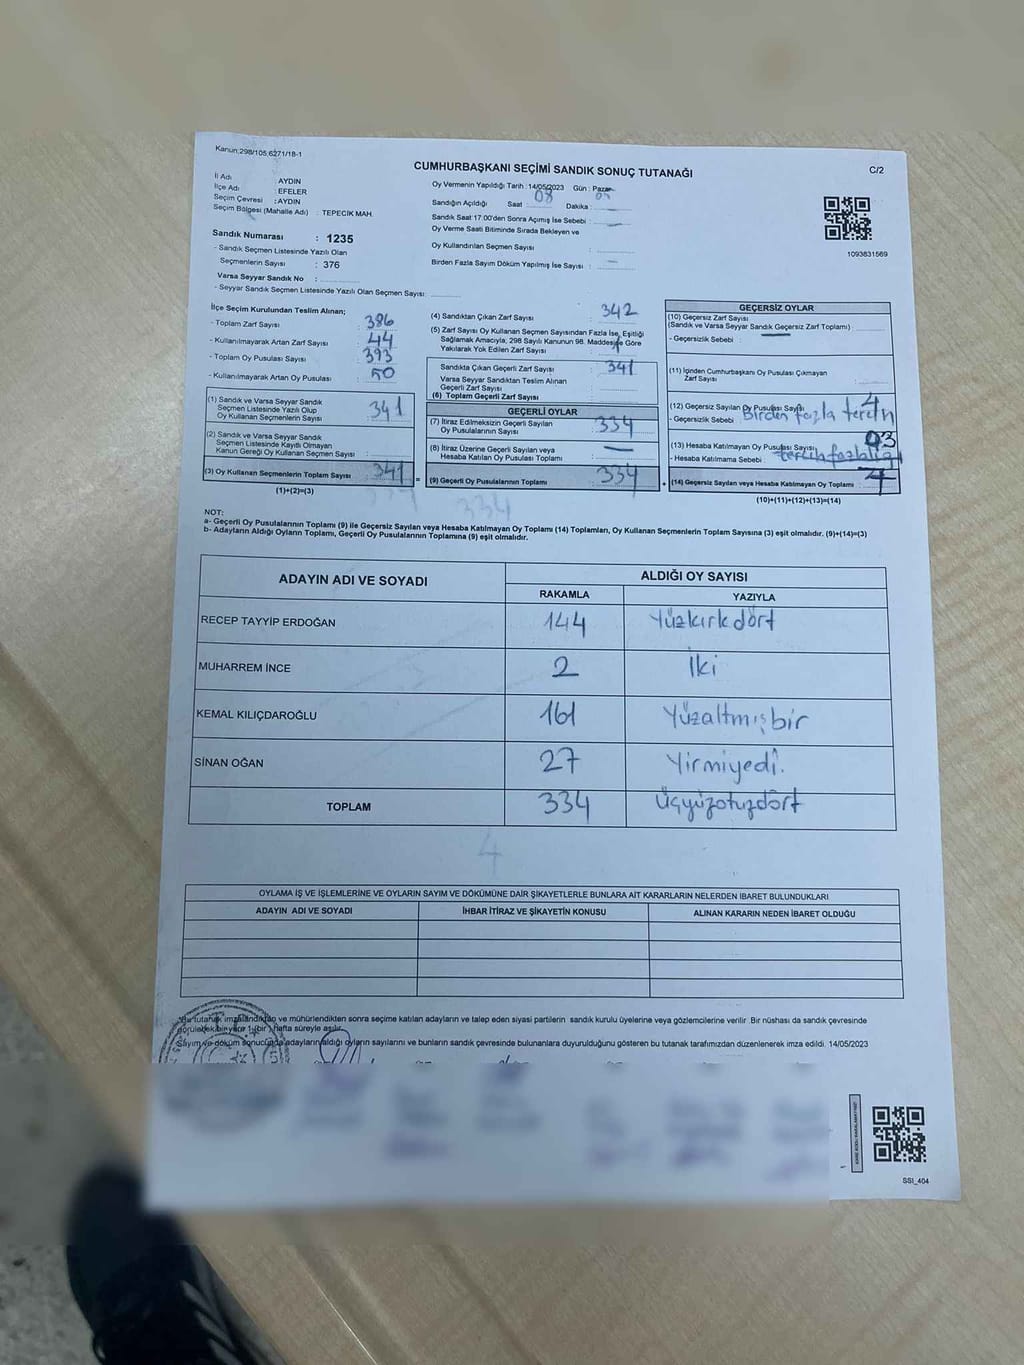 Kanun:298/105;6271/18-1
CUMHURBAŞKANI SEÇİMİ SANDIK SONUÇ TUTANAĞI
C/2
İl Adı : AYDIN
İlçe Adı : EFELER
Seçim Çevresi : AYDIN
Seçim Bölgesi (Mahalle Adı) : TEPECİK MAH.
Sandık Numarası : 1235
- Sandık Seçmen Listesinde Yazılı Olan
Seçmenlerin Sayısı : 376
Varsa Seyyar Sandık No :
- Seyyar Sandık Seçmen Listesinde Yazılı Olan Seçmen Sayısı:
Oy Vermenin Yapıldığı Tarih : 14/05/2023 Gün : Pazar
Sandığın Açıldığı Saat : 08 Dakika :
Sandık Saat:17.00'den Sonra Açımış İse Sebebi :
Oy Verme Saati Bitiminde Sırada Bekleyen ve
Oy Kullandırılan Seçmen Sayısı :
Birden Fazla Sayım Döküm Yapılmış İse Sayısı :
1093831569
İlçe Seçim Kurulundan Teslim Alınan;
- Toplam Zarf Sayısı : 386
- Kullanılmayarak Artan Zarf Sayısı : 44
- Toplam Oy Pusulası Sayısı : 393
- Kullanılmayarak Artan Oy Pusulası : 50
(1) Sandık ve Varsa Seyyar Sandık
Seçmen Listesinde Yazılı Olup
Oy Kullanan Seçmenlerin Sayısı : 341
(2) Sandık ve Varsa Seyyar Sandık
Seçmen Listesinde Kayıtlı Olmayan
Kanun Gereği Oy Kullanan Seçmen Sayısı :
(3) Oy Kullanan Seçmenlerin Toplam Sayısı : 341
(1)+(2)=(3)
(4) Sandıktan Çıkan Zarf Sayısı : 342
(5) Zarf Sayısı Oy Kullanan Seçmen Sayısından Fazla İse, Eşitliği
Sağlamak Amacıyla, 298 Sayılı Kanunun 98. Maddesine Göre
Yakılarak Yok Edilen Zarf Sayısı : 1
Sandıkta Çıkan Geçerli Zarf Sayısı : 341
Varsa Seyyar Sandıktan Teslim Alınan
Geçerli Zarf Sayısı :
(6) Toplam Geçerli Zarf Sayısı :
GEÇERLİ OYLAR
(7) İtiraz Edilmeksizin Geçerli Sayılan
Oy Pusulalarının Sayısı : 334
(8) İtiraz Üzerine Geçerli Sayılan veya
Hesaba Katılan Oy Pusulası Toplamı :
(9) Geçerli Oy Pusulalarının Toplamı : 334
334
GEÇERSİZ OYLAR
(10) Geçersiz Zarf Sayısı
(Sandık ve Varsa Seyyar Sandık Geçersiz Zarf Toplamı) :
- Geçersizlik Sebebi :
(11) İçinden Cumhurbaşkanı Oy Pusulası Çıkmayan
Zarf Sayısı :
(12) Geçersiz Sayılan Oy Pusulası Sayısı : 4
- Geçersizlik Sebebi : Birden fazla tercih
(13) Hesaba Katılmayan Oy Pusulası Sayısı : 03
- Hesaba Katılmama Sebebi : tercih fazlalığı
(14) Geçersiz Sayılan veya Hesaba Katılmayan Oy Toplamı : 7
(10)+(11)+(12)+(13)=(14)
NOT:
a- Geçerli Oy Pusulalarının Toplamı (9) ile Geçersiz Sayılan veya Hesaba Katılmayan Oy Toplamı (14) Toplamları, Oy Kullanan Seçmenlerin Toplam Sayısına (3) eşit olmalıdır. (9)+(14)=(3)
b- Adayların Aldığı Oyların Toplamı, Geçerli Oy Pusulalarının Toplamına (9) eşit olmalıdır.
ADAYIN ADI VE SOYADI ALDIĞI OY SAYISI
RAKAMLA YAZIYLA
RECEP TAYYİP ERDOĞAN 144 Yüzkırkdört
MUHARREM İNCE 2 İki
KEMAL KILIÇDAROĞLU 161 Yüzaltmışbir
SİNAN OĞAN 27 Yirmiyedi.
TOPLAM 334 Üçyüzotuzdört
4
OYLAMA İŞ VE İŞLEMLERİNE VE OYLARIN SAYIM VE DÖKÜMÜNE DAİR ŞİKAYETLERLE BUNLARA AİT KARARLARIN NELERDEN İBARET BULUNDUKLARI
ADAYIN ADI VE SOYADI İHBAR İTİRAZ VE ŞİKAYETİN KONUSU ALINAN KARARIN NEDEN İBARET OLDUĞU
Bu tutanak imzalandıktan ve mühürlendikten sonra seçime katılan adayların ve talep eden siyasi partilerin sandık kurulu üyelerine veya gözlemcilerine verilir .Bir nüshası da sandık çevresinde
görülebilen bir yere 1 (bir) hafta süreyle asılır.
Sayım ve döküm sonucunda adayların aldığı oyların sayılarını ve bunların sandık çevresinde bulunanlara duyurulduğunu gösteren bu tutanak tarafımızdan düzenlenerek imza edildi. 14/05/2023
SSI_404